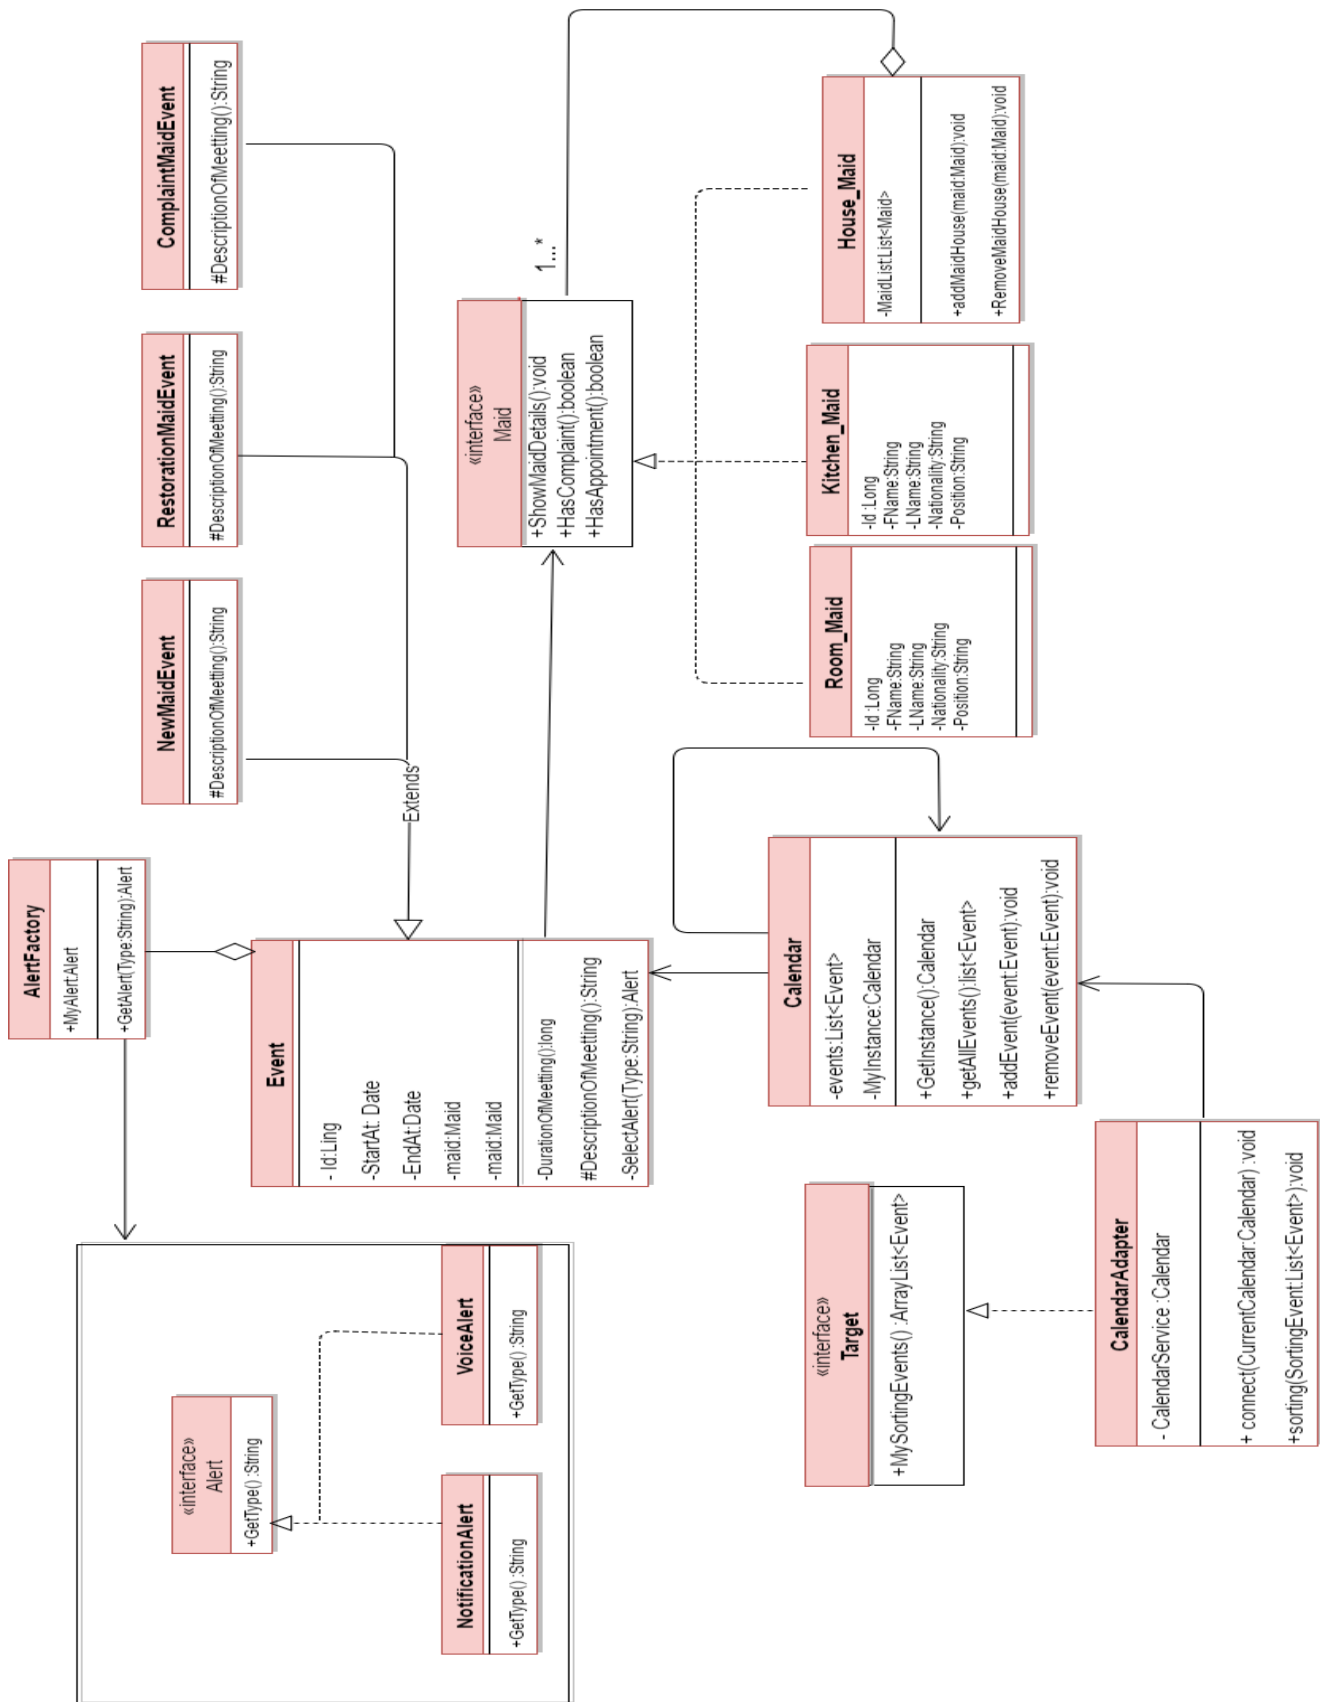 AlertFactory
+MyAlert:Alert
+GetAlert(Type:String):Alert
NewMaidEvent
#DescriptionOfMeetting():String
RestorationMaidEvent
#DescriptionOfMeetting():String
ComplaintMaidEvent
#DescriptionOfMeetting():String
«interface»
Alert
+GetType() :String
NotificationAlert
+GetType() :String
VoiceAlert
+GetType() :String
Event
- Id:Ling
-StartAt: Date
-EndAt:Date
-maid:Maid
-maid:Maid
-DurationOfMeetting():long
#DescriptionOfMeetting():String
-SelectAlert(Type:String):Alert
Extends
«interface»
Maid
+ShowMaidDetails():void
+HasComplaint():boolean
+HasAppointment():boolean
1...*
«interface»
Target
+MySortingEvents() :ArrayList<Event>
Calendar
-events:List<Event>
-MyInstance:Calendar
+GetInstance():Calendar
+getAllEvents():list<Event>
+addEvent(event:Event):void
+removeEvent(event:Event):void
Room_Maid
-Id :Long
-FName:String
-LName:String
-Nationality:String
-Position:String
Kitchen_Maid
-Id :Long
-FName:String
-LName:String
-Nationality:String
-Position:String
House_Maid
-MaidList:List<Maid>
+addMaidHouse(maid:Maid):void
+RemoveMaidHouse(maid:Maid):void
CalendarAdapter
- CalendarService :Calendar
+ connect(CurrentCalendar:Calendar) :void
+sorting(SortingEvent:List<Event>):void